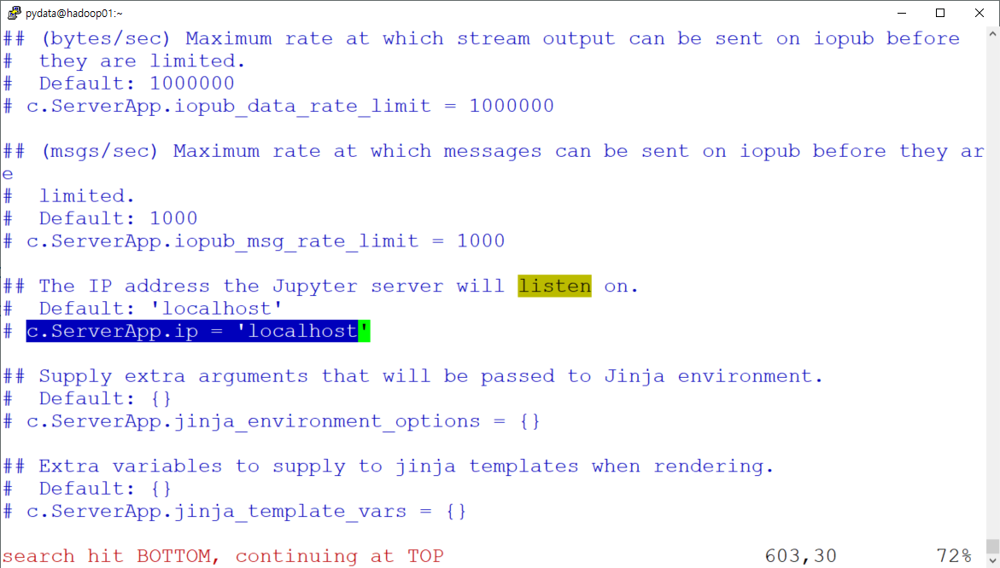 pydata@hadoop01:~
## (bytes/sec) Maximum rate at which stream output can be sent on iopub before
#  they are limited.
#  Default: 1000000
# c.ServerApp.iopub_data_rate_limit = 1000000
## (msgs/sec) Maximum rate at which messages can be sent on iopub before they ar
e
#  limited.
#  Default: 1000
# c.ServerApp.iopub_msg_rate_limit = 1000
## The IP address the Jupyter server will listen on.
#  Default: 'localhost'
# c.ServerApp.ip = 'localhost'
## Supply extra arguments that will be passed to Jinja environment.
#  Default: {}
# c.ServerApp.jinja_environment_options = {}
## Extra variables to supply to jinja templates when rendering.
#  Default: {}
# c.ServerApp.jinja_template_vars = {}
search hit BOTTOM, continuing at TOP 603,30 72%